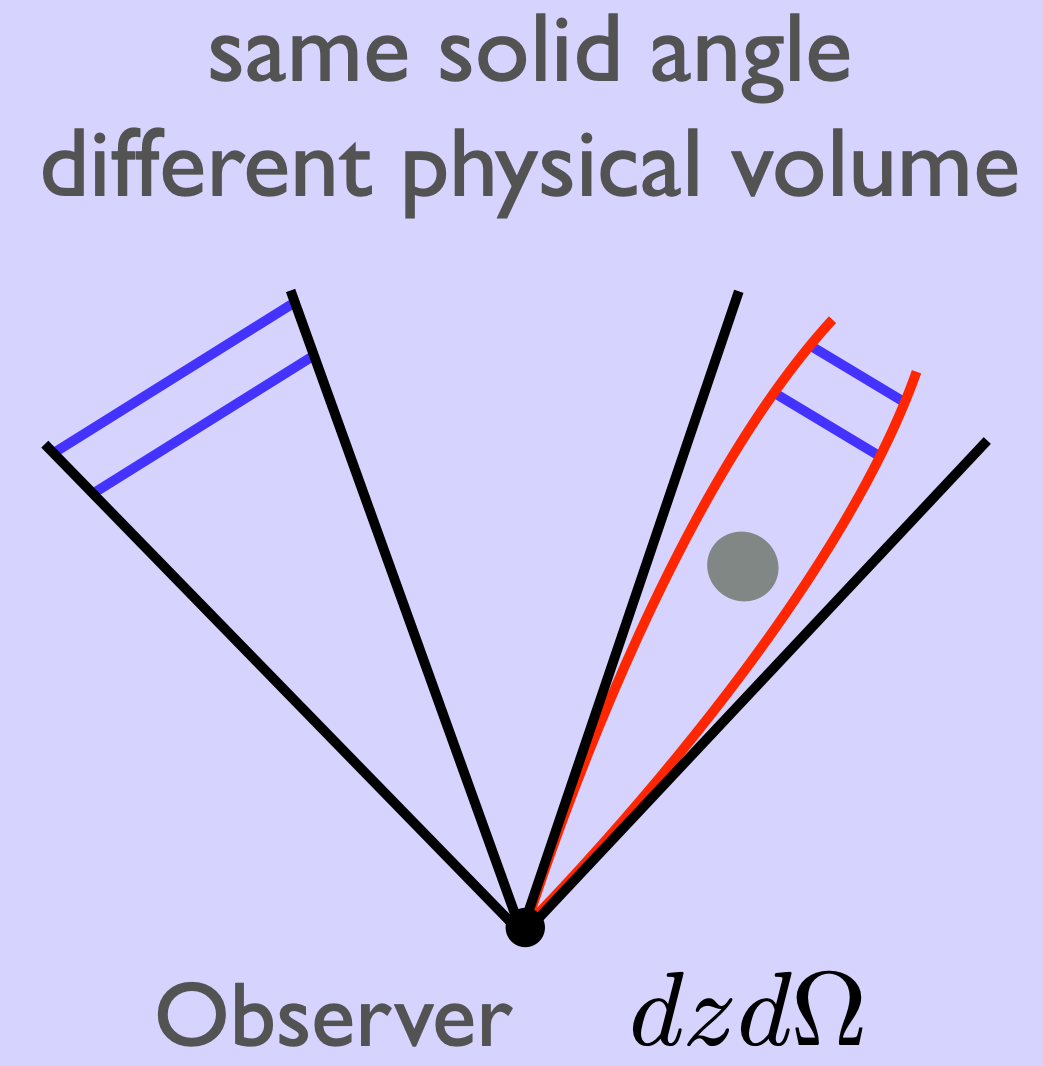 same solid angle
different physical volume
Observer dzdΩ